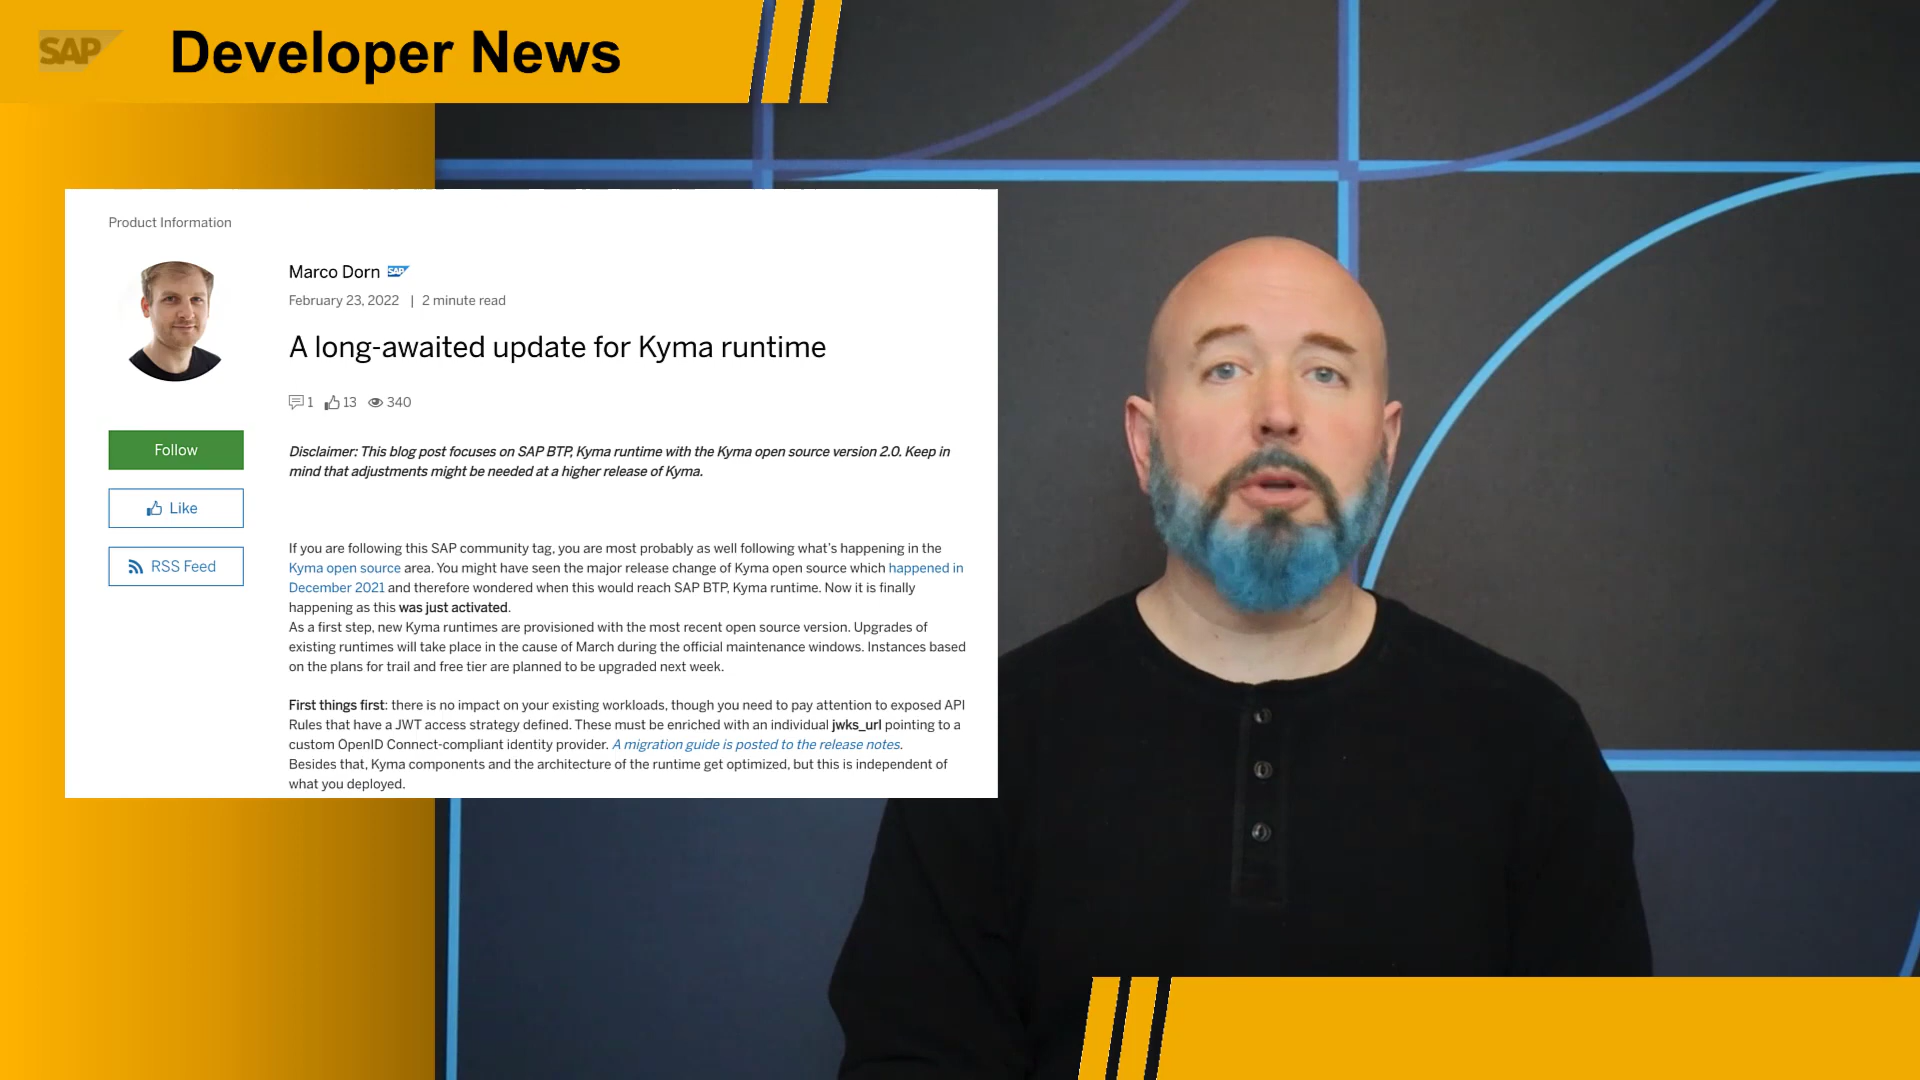 SAP Developer News
Product Information
Marco Dorn SAP
February 23, 2022 | 2 minute read
A long-awaited update for Kyma runtime
1 13 340
Follow
Like
RSS Feed
Disclaimer: This blog post focuses on SAP BTP, Kyma runtime with the Kyma open source version 2.0. Keep in
mind that adjustments might be needed at a higher release of Kyma.
If you are following this SAP community tag, you are most probably as well following what's happening in the
Kyma open source area. You might have seen the major release change of Kyma open source which happened in
December 2021 and therefore wondered when this would reach SAP BTP, Kyma runtime. Now it is finally
happening as this was just activated.
As a first step, new Kyma runtimes are provisioned with the most recent open source version. Upgrades of
existing runtimes will take place in the cause of March during the official maintenance windows. Instances based
on the plans for trail and free tier are planned to be upgraded next week.
First things first: there is no impact on your existing workloads, though you need to pay attention to exposed API
Rules that have a JWT access strategy defined. These must be enriched with an individual jwks_url pointing to a
custom OpenID Connect-compliant identity provider. A migration guide is posted to the release notes.
Besides that, Kyma components and the architecture of the runtime get optimized, but this is independent of
what you deployed.